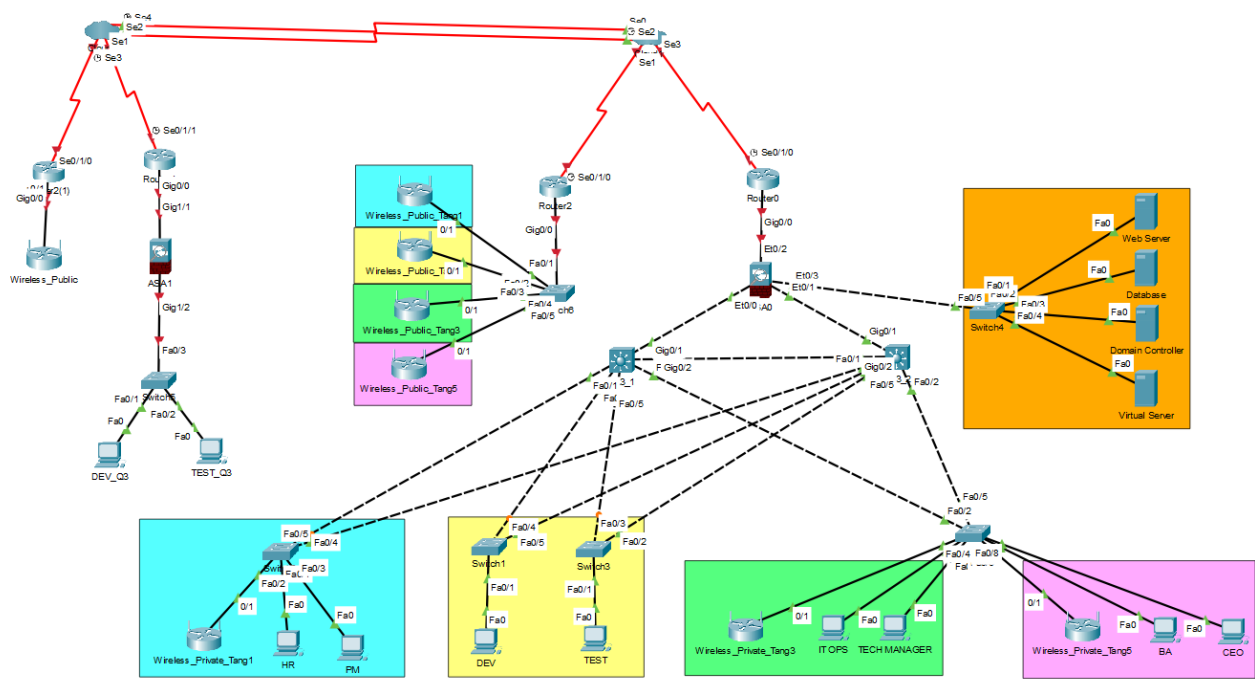 Se4
Se2
Se1
Se3
Se0
Se2
Se3
Se1
Se0/1/1
Se0/1/0
Gig0/0
Gig0/0
Gig1/1
Wireless_Public
ASA1
Gig1/2
Fa0/3
Fa0/1
Fa0/2
Fa0
Fa0
DEV_Q3
TEST_Q3
Wireless_Public_Tang1
0/1
0/1
Wireless_Public_Tang3
0/1
0/1
Wireless_Public_Tang5
Se0/1/0
Router2
Gig0/0
Fa0/1
Fa0/3
Fa0/4
Fa0/5
Se0/1/0
Router0
Gig0/0
Et0/2
Et0/3
Et0/1
Et0/0
Gig0/1
Gig0/1
Gig0/2
Fa0/1
Gig0/2
Fa0/5
Fa0/2
3_1
Fa0/1
Fa0/5
Fa0/5
Fa0/1
Fa0/2
Fa0/3
Fa0/4
Switch4
Fa0
Web Server
Fa0
Database
Fa0
Domain Controller
Fa0
Virtual Server
Fa0/5
Fa0/4
Fa0/3
Fa0/2
0/1
Fa0
Fa0
Wireless_Private_Tang1
HR
PM
Fa0/4
Fa0/5
Switch1
Fa0/1
Fa0
DEV
Fa0/3
Fa0/2
Switch3
Fa0/1
Fa0
TEST
Fa0/5
Fa0/2
Fa0/4
Fa0/8
0/1
Fa0
Fa0
Wireless_Private_Tang3
IT OPS
TECH MANAGER
0/1
Fa0
Fa0
Wireless_Private_Tang5
BA
CEO